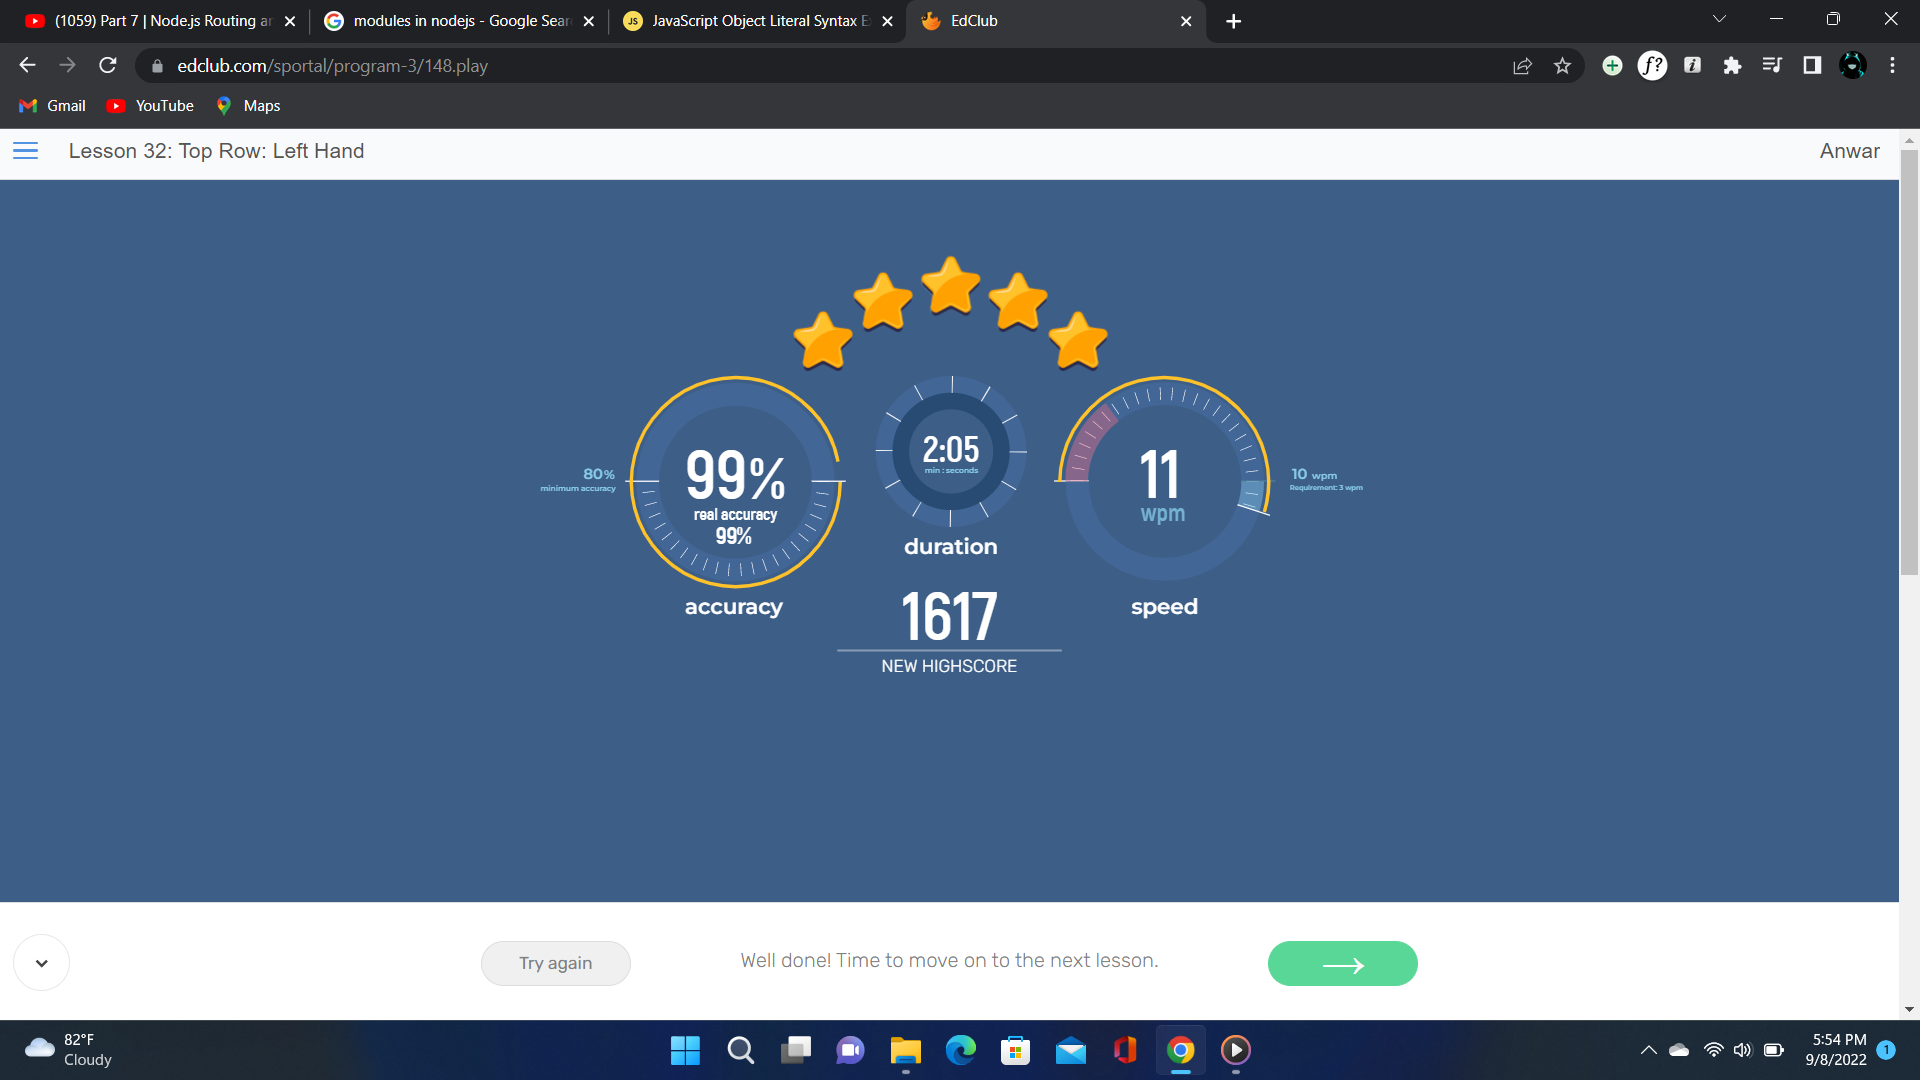 (1059) Part 7 | Node.js Routing ar
modules in nodejs - Google Sear
JS
JavaScript Object Literal Syntax E
EdClub
edclub.com/sportal/program-3/148.play
f?
Gmail
YouTube
Maps
Lesson 32: Top Row: Left Hand
Anwar
80%
minimum accuracy
99%
real accuracy
99%
accuracy
2:05
min : seconds
duration
11
wpm
speed
10 wpm
Requirement: 3 wpm
1617
NEW HIGHSCORE
Try again
Well done! Time to move on to the next lesson.
82°F
Cloudy
5:54 PM
9/8/2022
1